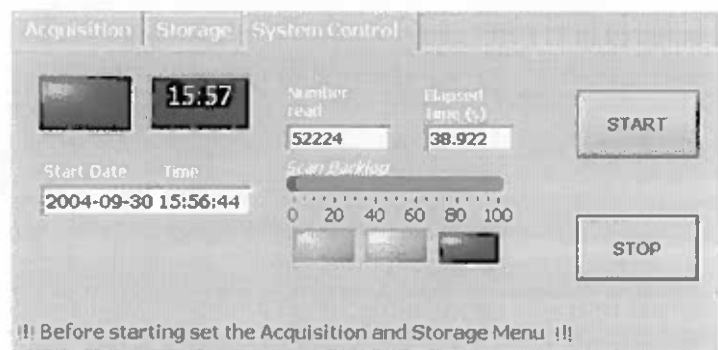 Acquisition Storage System Control
15:57
Number read
Elapsed time (s)
52224
38.922
START
Start Date Time
2004-09-30 15:56:44
Scan Backlog
0 20 40 60 80 100
STOP
!!! Before starting set the Acquisition and Storage Menu !!!